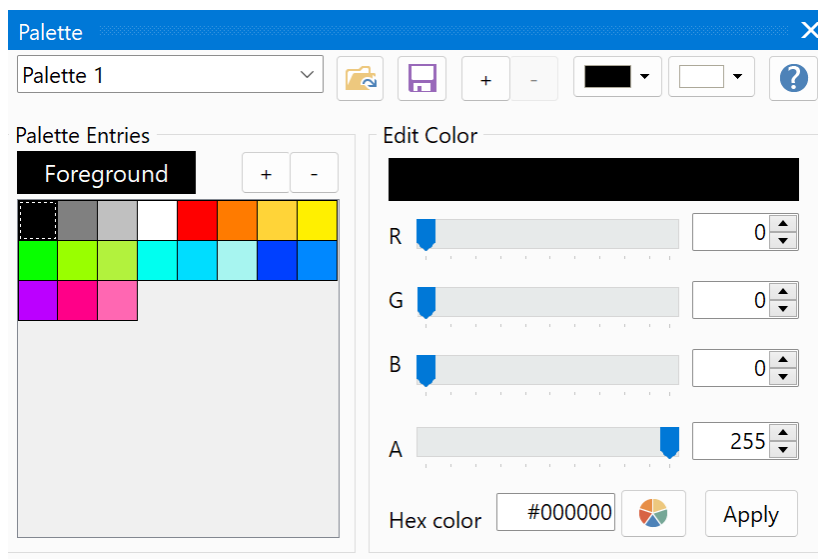 Palette
Palette 1
+ -
Palette Entries
Foreground
+ -
Edit Color
R 0
G 0
B 0
A 255
Hex color #000000 Apply